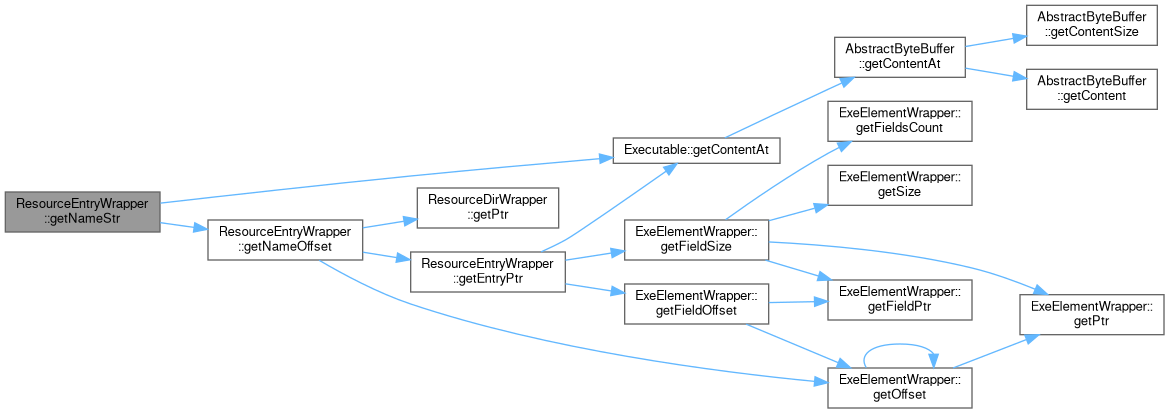 ResourceEntryWrapper
::getNameStr
ResourceEntryWrapper
::getNameOffset
ResourceDirWrapper
::getPtr
ResourceEntryWrapper
::getEntryPtr
Executable::getContentAt
ExeElementWrapper::
getFieldSize
ExeElementWrapper::
getFieldOffset
AbstractByteBuffer
::getContentAt
ExeElementWrapper::
getFieldsCount
ExeElementWrapper::
getSize
ExeElementWrapper::
getFieldPtr
ExeElementWrapper::
getOffset
AbstractByteBuffer
::getContentSize
AbstractByteBuffer
::getContent
ExeElementWrapper::
getPtr